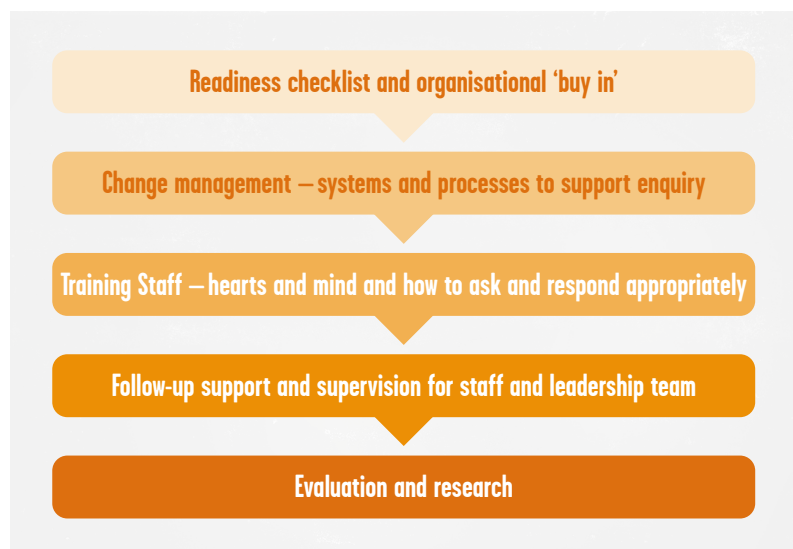 Readiness checklist and organisational ‘buy in’
Change management – systems and processes to support enquiry
Training Staff – hearts and mind and how to ask and respond appropriately
Follow-up support and supervision for staff and leadership team
Evaluation and research